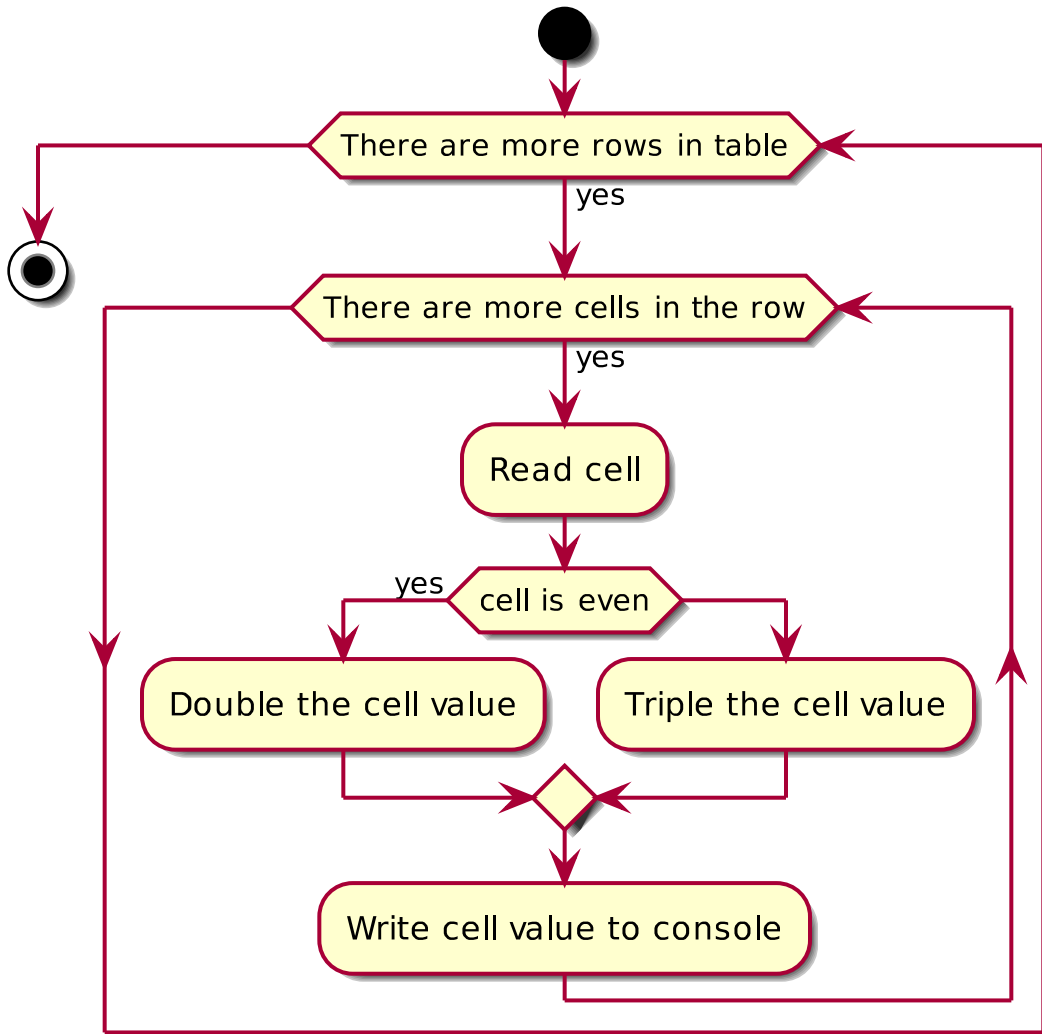 There are more rows in table
yes
There are more cells in the row
yes
Read cell
yes
cell is even
Double the cell value
Triple the cell value
Write cell value to console